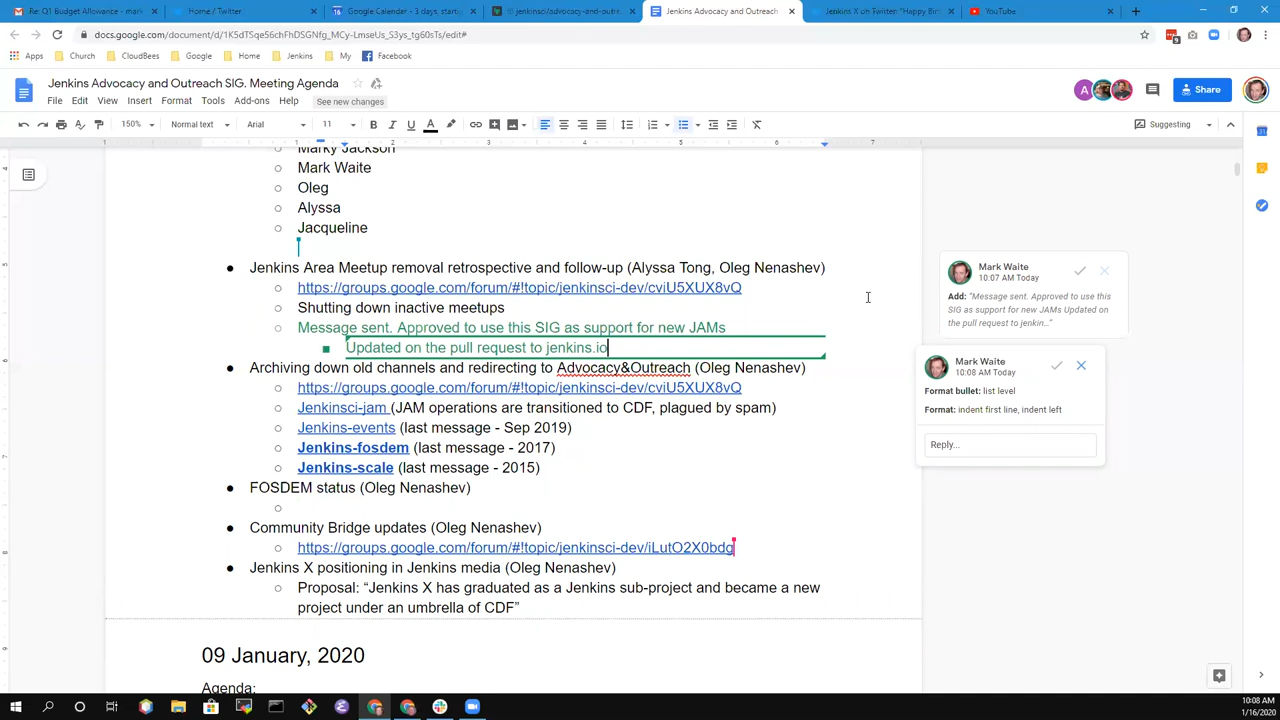 Re: Q1 Budget Allowance - mark
Home / Twitter
Google Calendar - 3 days, starti
jenkinsci/advocacy-and-outre
Jenkins Advocacy and Outreach
Jenkins X on Twitter: "Happy Birt
YouTube
docs.google.com/document/d/1K5dTSqe56chFhDSGNfg_MCy-LmseUs_S3ys_tg60sTs/edit#
Apps
Church
CloudBees
Google
Home
Jenkins
My
Facebook
Jenkins Advocacy and Outreach SIG. Meeting Agenda
File
Edit
View
Insert
Format
Tools
Add-ons
Help
See new changes
A
Share
150%
Normal text
Arial
11
Suggesting
Marky Jackson
Mark Waite
Oleg
Alyssa
Jacqueline
Jenkins Area Meetup removal retrospective and follow-up (Alyssa Tong, Oleg Nenashev)
https://groups.google.com/forum/#!topic/jenkinsci-dev/cviU5XUX8vQ
Shutting down inactive meetups
Message sent. Approved to use this SIG as support for new JAMs
Updated on the pull request to jenkins.io
Archiving down old channels and redirecting to Advocacy&Outreach (Oleg Nenashev)
https://groups.google.com/forum/#!topic/jenkinsci-dev/cviU5XUX8vQ
Jenkinsci-jam (JAM operations are transitioned to CDF, plagued by spam)
Jenkins-events (last message - Sep 2019)
Jenkins-fosdem (last message - 2017)
Jenkins-scale (last message - 2015)
FOSDEM status (Oleg Nenashev)
Community Bridge updates (Oleg Nenashev)
https://groups.google.com/forum/#!topic/jenkinsci-dev/iLutO2X0bdg
Jenkins X positioning in Jenkins media (Oleg Nenashev)
Proposal: “Jenkins X has graduated as a Jenkins sub-project and became a new
project under an umbrella of CDF”
09 January, 2020
Agenda:
Mark Waite
10:07 AM Today
Add: “Message sent. Approved to use this
SIG as support for new JAMs Updated on
the pull request to jenkin...”
Mark Waite
10:08 AM Today
Format bullet: list level
Format: indent first line, indent left
Reply...
10:08 AM
1/16/2020